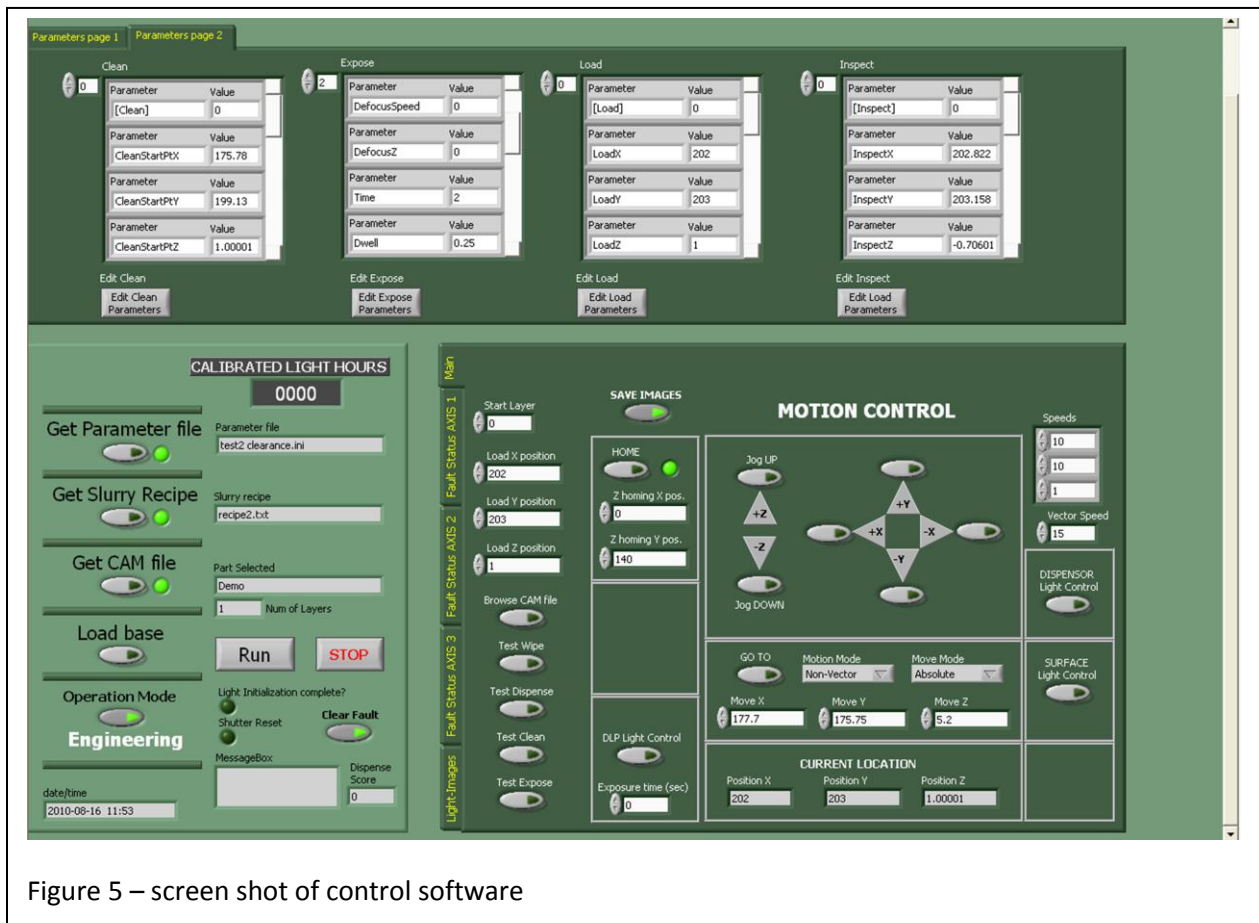 Parameters page 1 Parameters page 2
Clean
0
Parameter Value
[Clean] 0
Parameter Value
CleanStartPtX 175.78
Parameter Value
CleanStartPtY 199.13
Parameter Value
CleanStartPtZ 1.00001
Edit Clean
Edit Clean
Parameters
Expose
2
Parameter Value
DefocusSpeed 0
Parameter Value
DefocusZ 0
Parameter Value
Time 2
Parameter Value
Dwell 0.25
Edit Expose
Edit Expose
Parameters
Load
0
Parameter Value
[Load] 0
Parameter Value
LoadX 202
Parameter Value
LoadY 203
Parameter Value
LoadZ 1
Edit Load
Edit Load
Parameters
Inspect
0
Parameter Value
[Inspect] 0
Parameter Value
InspectX 202.822
Parameter Value
InspectY 203.158
Parameter Value
InspectZ -0.70601
Edit Inspect
Edit Load
Parameters
CALIBRATED LIGHT HOURS
0000
Get Parameter file
Parameter file
test2 clearance.ini
Get Slurry Recipe
Slurry recipe
recipe2.txt
Get CAM file
Part Selected
Demo
1 Num of Layers
Load base
Run STOP
Operation Mode
Engineering
Light Initialization complete?
Shutter Reset
Clear Fault
MessageBox
Dispense
Score
0
date/time
2010-08-16 11:53
Main
Fault Status AXIS 1
Fault Status AXIS 2
Fault Status AXIS 3
Light-Images
Start Layer
0
Load X position
202
Load Y position
203
Load Z position
1
Browse CAM file
Test Wipe
Test Dispense
Test Clean
Test Expose
SAVE IMAGES
HOME
Z homing X pos.
0
Z homing Y pos.
140
DLP Light Control
Exposure time (sec)
0
MOTION CONTROL
Jog UP
+Z
-Z
Jog DOWN
+Y
+X -X
-Y
Speeds
10
10
1
Vector Speed
15
DISPENSOR
Light Control
SURFACE
Light Control
GO TO
Motion Mode
Non-Vector
Move Mode
Absolute
Move X Move Y Move Z
177.7 175.75 5.2
CURRENT LOCATION
Position X Position Y Position Z
202 203 1.00001
Figure 5 – screen shot of control software